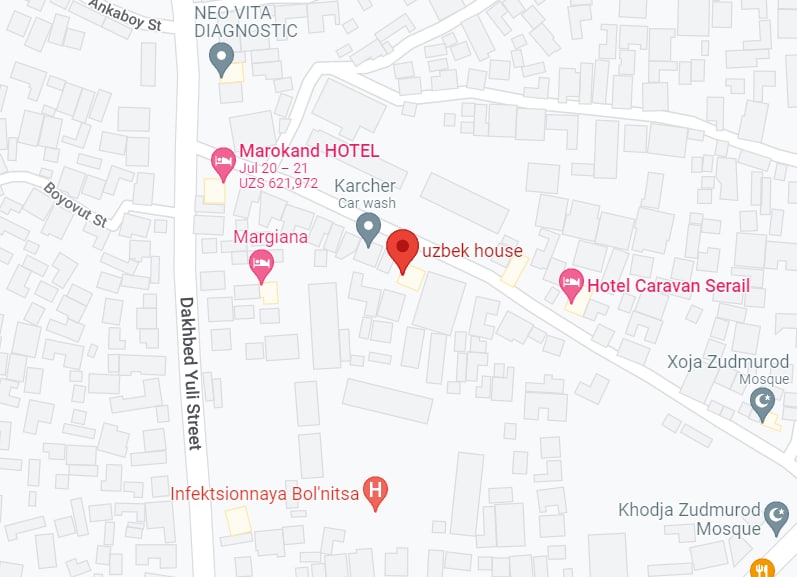 Ankaboy St
NEO VITA
DIAGNOSTIC
Marokand HOTEL
Jul 20 – 21
UZS 621,972
Boyovut St
Karcher
Car wash
Margiana
uzbek house
Hotel Caravan Serail
Dakhbed Yuli Street
Xoja Zudmurod
Mosque
Infektsionnaya Bol'nitsa
H
Khodja Zudmurod
Mosque